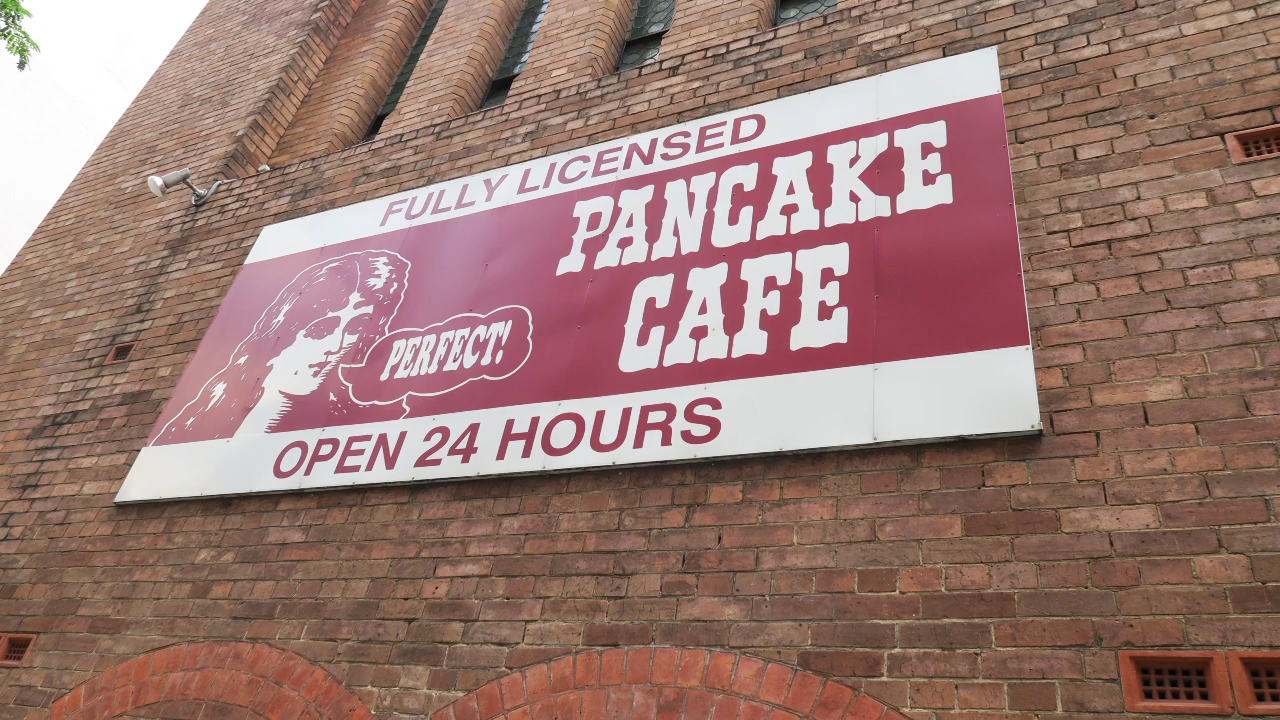 FULLY LICENSED
PANCAKE
CAFE
PERFECT!
OPEN 24 HOURS